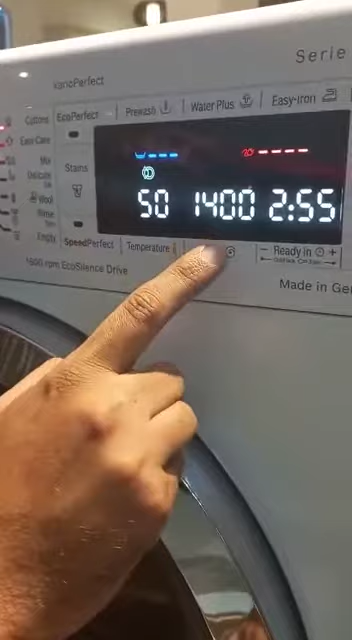 Serie
VarioPerfect
Cottons
EcoPerfect
Prewash
Water Plus
Easy-Iron
Easy Care
Mix
Stains
Delicate
Wool
Rinse
Empty
50 1400 2:55
SpeedPerfect
Temperature
- Ready in +
1600 rpm EcoSilence Drive
Made in Ger